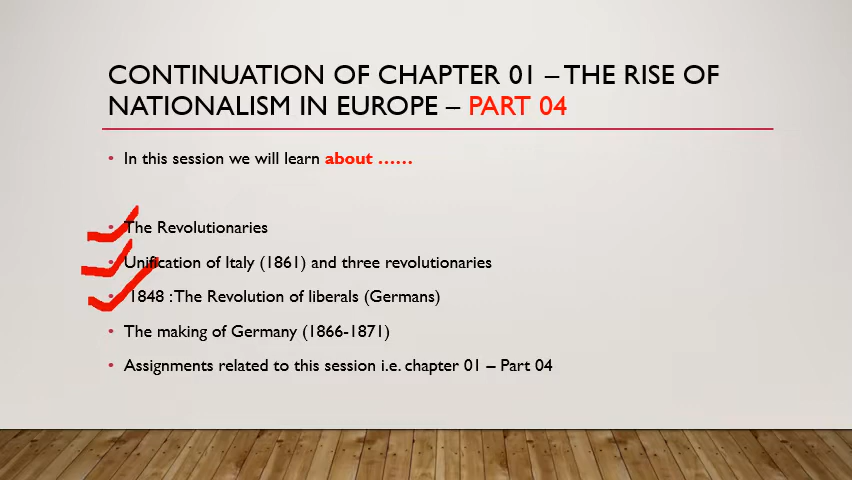 CONTINUATION OF CHAPTER 01 – THE RISE OF
NATIONALISM IN EUROPE – PART 04
• In this session we will learn about ……
• The Revolutionaries
• Unification of Italy (1861) and three revolutionaries
• 1848 : The Revolution of liberals (Germans)
• The making of Germany (1866-1871)
• Assignments related to this session i.e. chapter 01 – Part 04